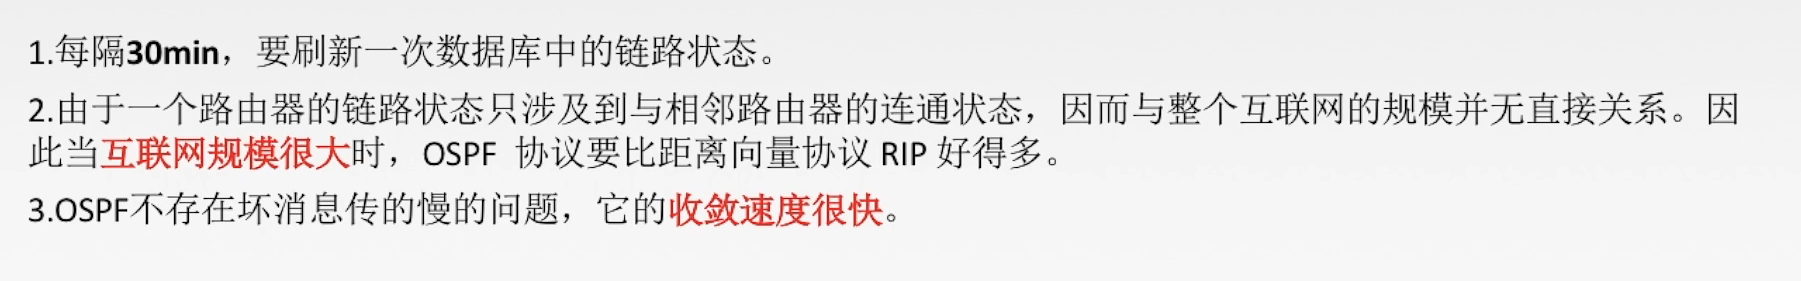 1.每隔30min，要刷新一次数据库中的链路状态。
2.由于一个路由器的链路状态只涉及到与相邻路由器的连通状态，因而与整个互联网的规模并无直接关系。因
此当互联网规模很大时，OSPF 协议要比距离向量协议 RIP 好得多。
3.OSPF不存在坏消息传的慢的问题，它的收敛速度很快。